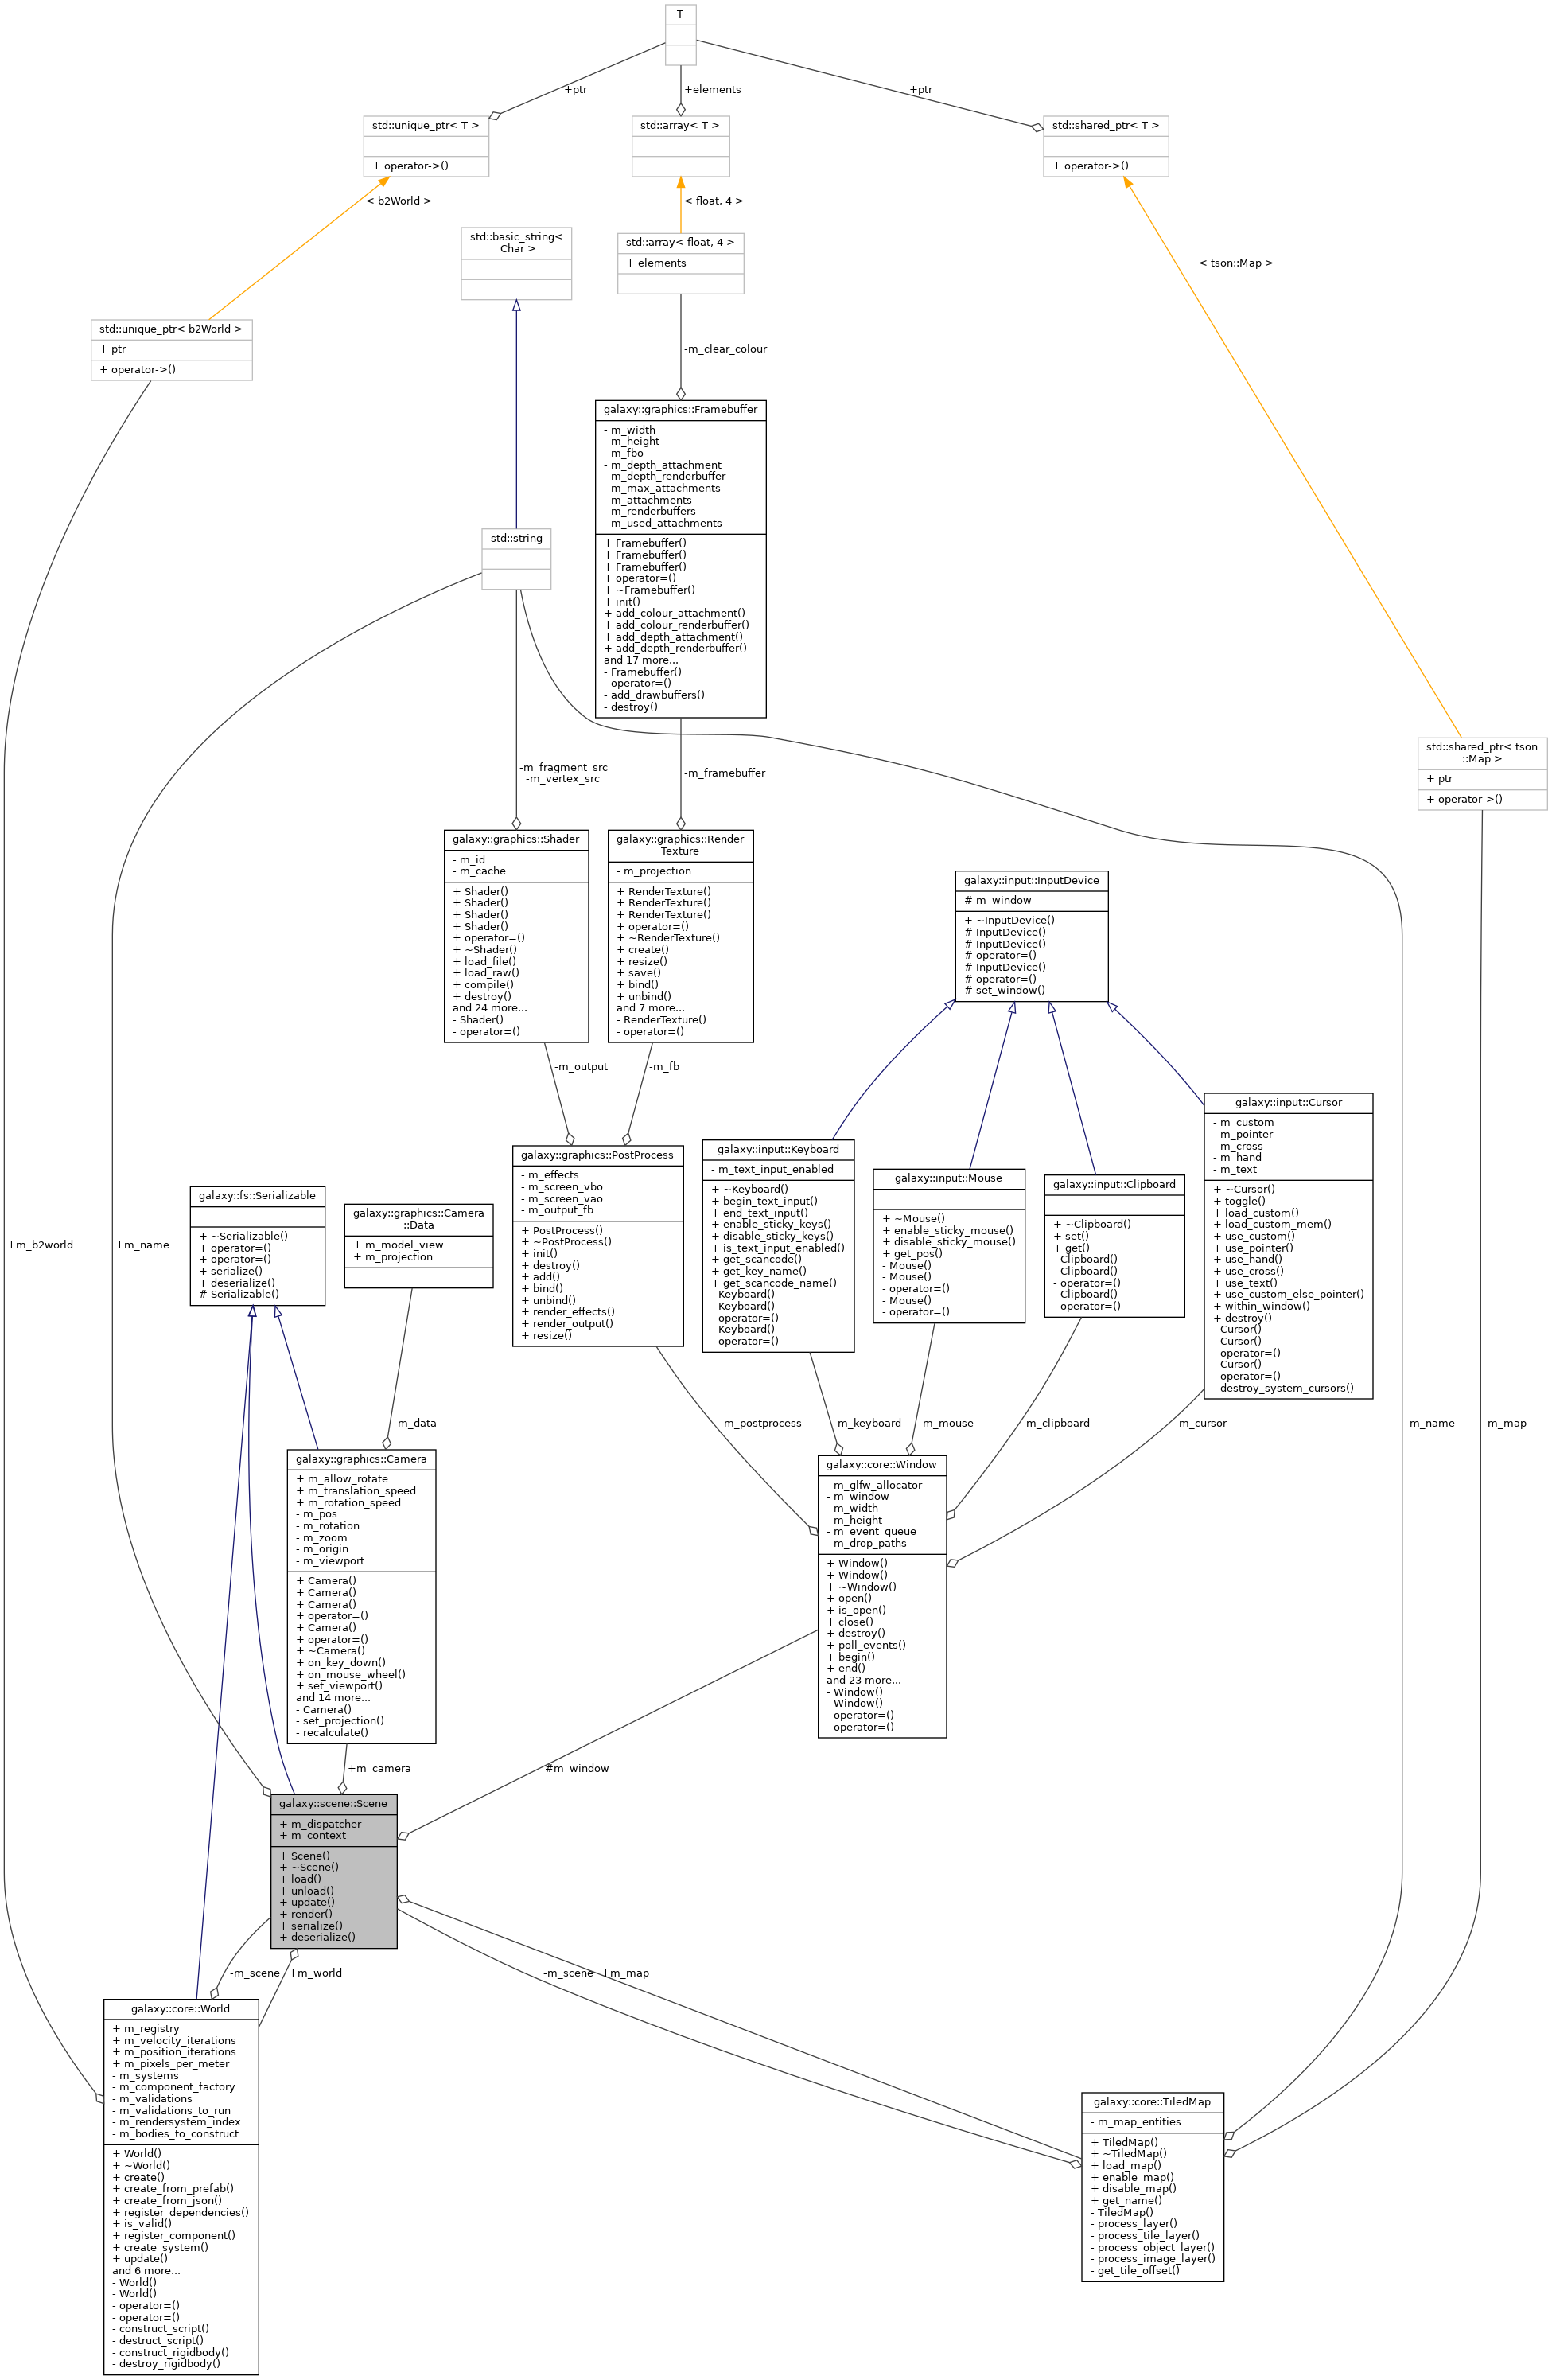 T
+ptr
+elements
+ptr
std::unique_ptr< T >
+ operator->()
std::array< T >
std::shared_ptr< T >
+ operator->()
< b2World >
< float, 4 >
std::basic_string<
Char >
std::array< float, 4 >
+ elements
< tson::Map >
std::unique_ptr< b2World >
+ ptr
+ operator->()
-m_clear_colour
galaxy::graphics::Framebuffer
- m_width
- m_height
- m_fbo
- m_depth_attachment
- m_depth_renderbuffer
- m_max_attachments
- m_attachments
- m_renderbuffers
- m_used_attachments
+ Framebuffer()
+ Framebuffer()
+ Framebuffer()
+ operator=()
+ ~Framebuffer()
+ init()
+ add_colour_attachment()
+ add_colour_renderbuffer()
+ add_depth_attachment()
+ add_depth_renderbuffer()
and 17 more...
- Framebuffer()
- operator=()
- add_drawbuffers()
- destroy()
std::string
-m_fragment_src
-m_vertex_src
-m_framebuffer
std::shared_ptr< tson
::Map >
+ ptr
+ operator->()
galaxy::graphics::Shader
- m_id
- m_cache
+ Shader()
+ Shader()
+ Shader()
+ Shader()
+ operator=()
+ ~Shader()
+ load_file()
+ load_raw()
+ compile()
+ destroy()
and 24 more...
- Shader()
- operator=()
galaxy::graphics::Render
Texture
- m_projection
+ RenderTexture()
+ RenderTexture()
+ RenderTexture()
+ operator=()
+ ~RenderTexture()
+ create()
+ resize()
+ save()
+ bind()
+ unbind()
and 7 more...
- RenderTexture()
- operator=()
galaxy::input::InputDevice
# m_window
+ ~InputDevice()
# InputDevice()
# InputDevice()
# operator=()
# InputDevice()
# operator=()
# set_window()
-m_output
-m_fb
galaxy::input::Cursor
- m_custom
- m_pointer
- m_cross
- m_hand
- m_text
+ ~Cursor()
+ toggle()
+ load_custom()
+ load_custom_mem()
+ use_custom()
+ use_pointer()
+ use_hand()
+ use_cross()
+ use_text()
+ use_custom_else_pointer()
+ within_window()
+ destroy()
- Cursor()
- Cursor()
- operator=()
- Cursor()
- operator=()
- destroy_system_cursors()
galaxy::graphics::PostProcess
- m_effects
- m_screen_vbo
- m_screen_vao
- m_output_fb
+ PostProcess()
+ ~PostProcess()
+ init()
+ destroy()
+ add()
+ bind()
+ unbind()
+ render_effects()
+ render_output()
+ resize()
galaxy::input::Keyboard
- m_text_input_enabled
+ ~Keyboard()
+ begin_text_input()
+ end_text_input()
+ enable_sticky_keys()
+ disable_sticky_keys()
+ is_text_input_enabled()
+ get_scancode()
+ get_key_name()
+ get_scancode_name()
- Keyboard()
- Keyboard()
- operator=()
- Keyboard()
- operator=()
galaxy::input::Mouse
+ ~Mouse()
+ enable_sticky_mouse()
+ disable_sticky_mouse()
+ get_pos()
- Mouse()
- Mouse()
- operator=()
- Mouse()
- operator=()
galaxy::input::Clipboard
+ ~Clipboard()
+ set()
+ get()
- Clipboard()
- Clipboard()
- operator=()
- Clipboard()
- operator=()
galaxy::fs::Serializable
+ ~Serializable()
+ operator=()
+ operator=()
+ serialize()
+ deserialize()
# Serializable()
galaxy::graphics::Camera
::Data
+ m_model_view
+ m_projection
+m_b2world
+m_name
-m_data
-m_postprocess
-m_keyboard
-m_mouse
-m_clipboard
-m_cursor
-m_name
-m_map
galaxy::graphics::Camera
+ m_allow_rotate
+ m_translation_speed
+ m_rotation_speed
- m_pos
- m_rotation
- m_zoom
- m_origin
- m_viewport
+ Camera()
+ Camera()
+ Camera()
+ operator=()
+ Camera()
+ operator=()
+ ~Camera()
+ on_key_down()
+ on_mouse_wheel()
+ set_viewport()
and 14 more...
- Camera()
- set_projection()
- recalculate()
galaxy::core::Window
- m_glfw_allocator
- m_window
- m_width
- m_height
- m_event_queue
- m_drop_paths
+ Window()
+ Window()
+ ~Window()
+ open()
+ is_open()
+ close()
+ destroy()
+ poll_events()
+ begin()
+ end()
and 23 more...
- Window()
- Window()
- operator=()
- operator=()
+m_camera
#m_window
galaxy::scene::Scene
+ m_dispatcher
+ m_context
+ Scene()
+ ~Scene()
+ load()
+ unload()
+ update()
+ render()
+ serialize()
+ deserialize()
-m_scene
+m_world
-m_scene
+m_map
galaxy::core::World
+ m_registry
+ m_velocity_iterations
+ m_position_iterations
+ m_pixels_per_meter
- m_systems
- m_component_factory
- m_validations
- m_validations_to_run
- m_rendersystem_index
- m_bodies_to_construct
+ World()
+ ~World()
+ create()
+ create_from_prefab()
+ create_from_json()
+ register_dependencies()
+ is_valid()
+ register_component()
+ create_system()
+ update()
and 6 more...
- World()
- World()
- operator=()
- operator=()
- construct_script()
- destruct_script()
- construct_rigidbody()
- destroy_rigidbody()
galaxy::core::TiledMap
- m_map_entities
+ TiledMap()
+ ~TiledMap()
+ load_map()
+ enable_map()
+ disable_map()
+ get_name()
- TiledMap()
- process_layer()
- process_tile_layer()
- process_object_layer()
- process_image_layer()
- get_tile_offset()